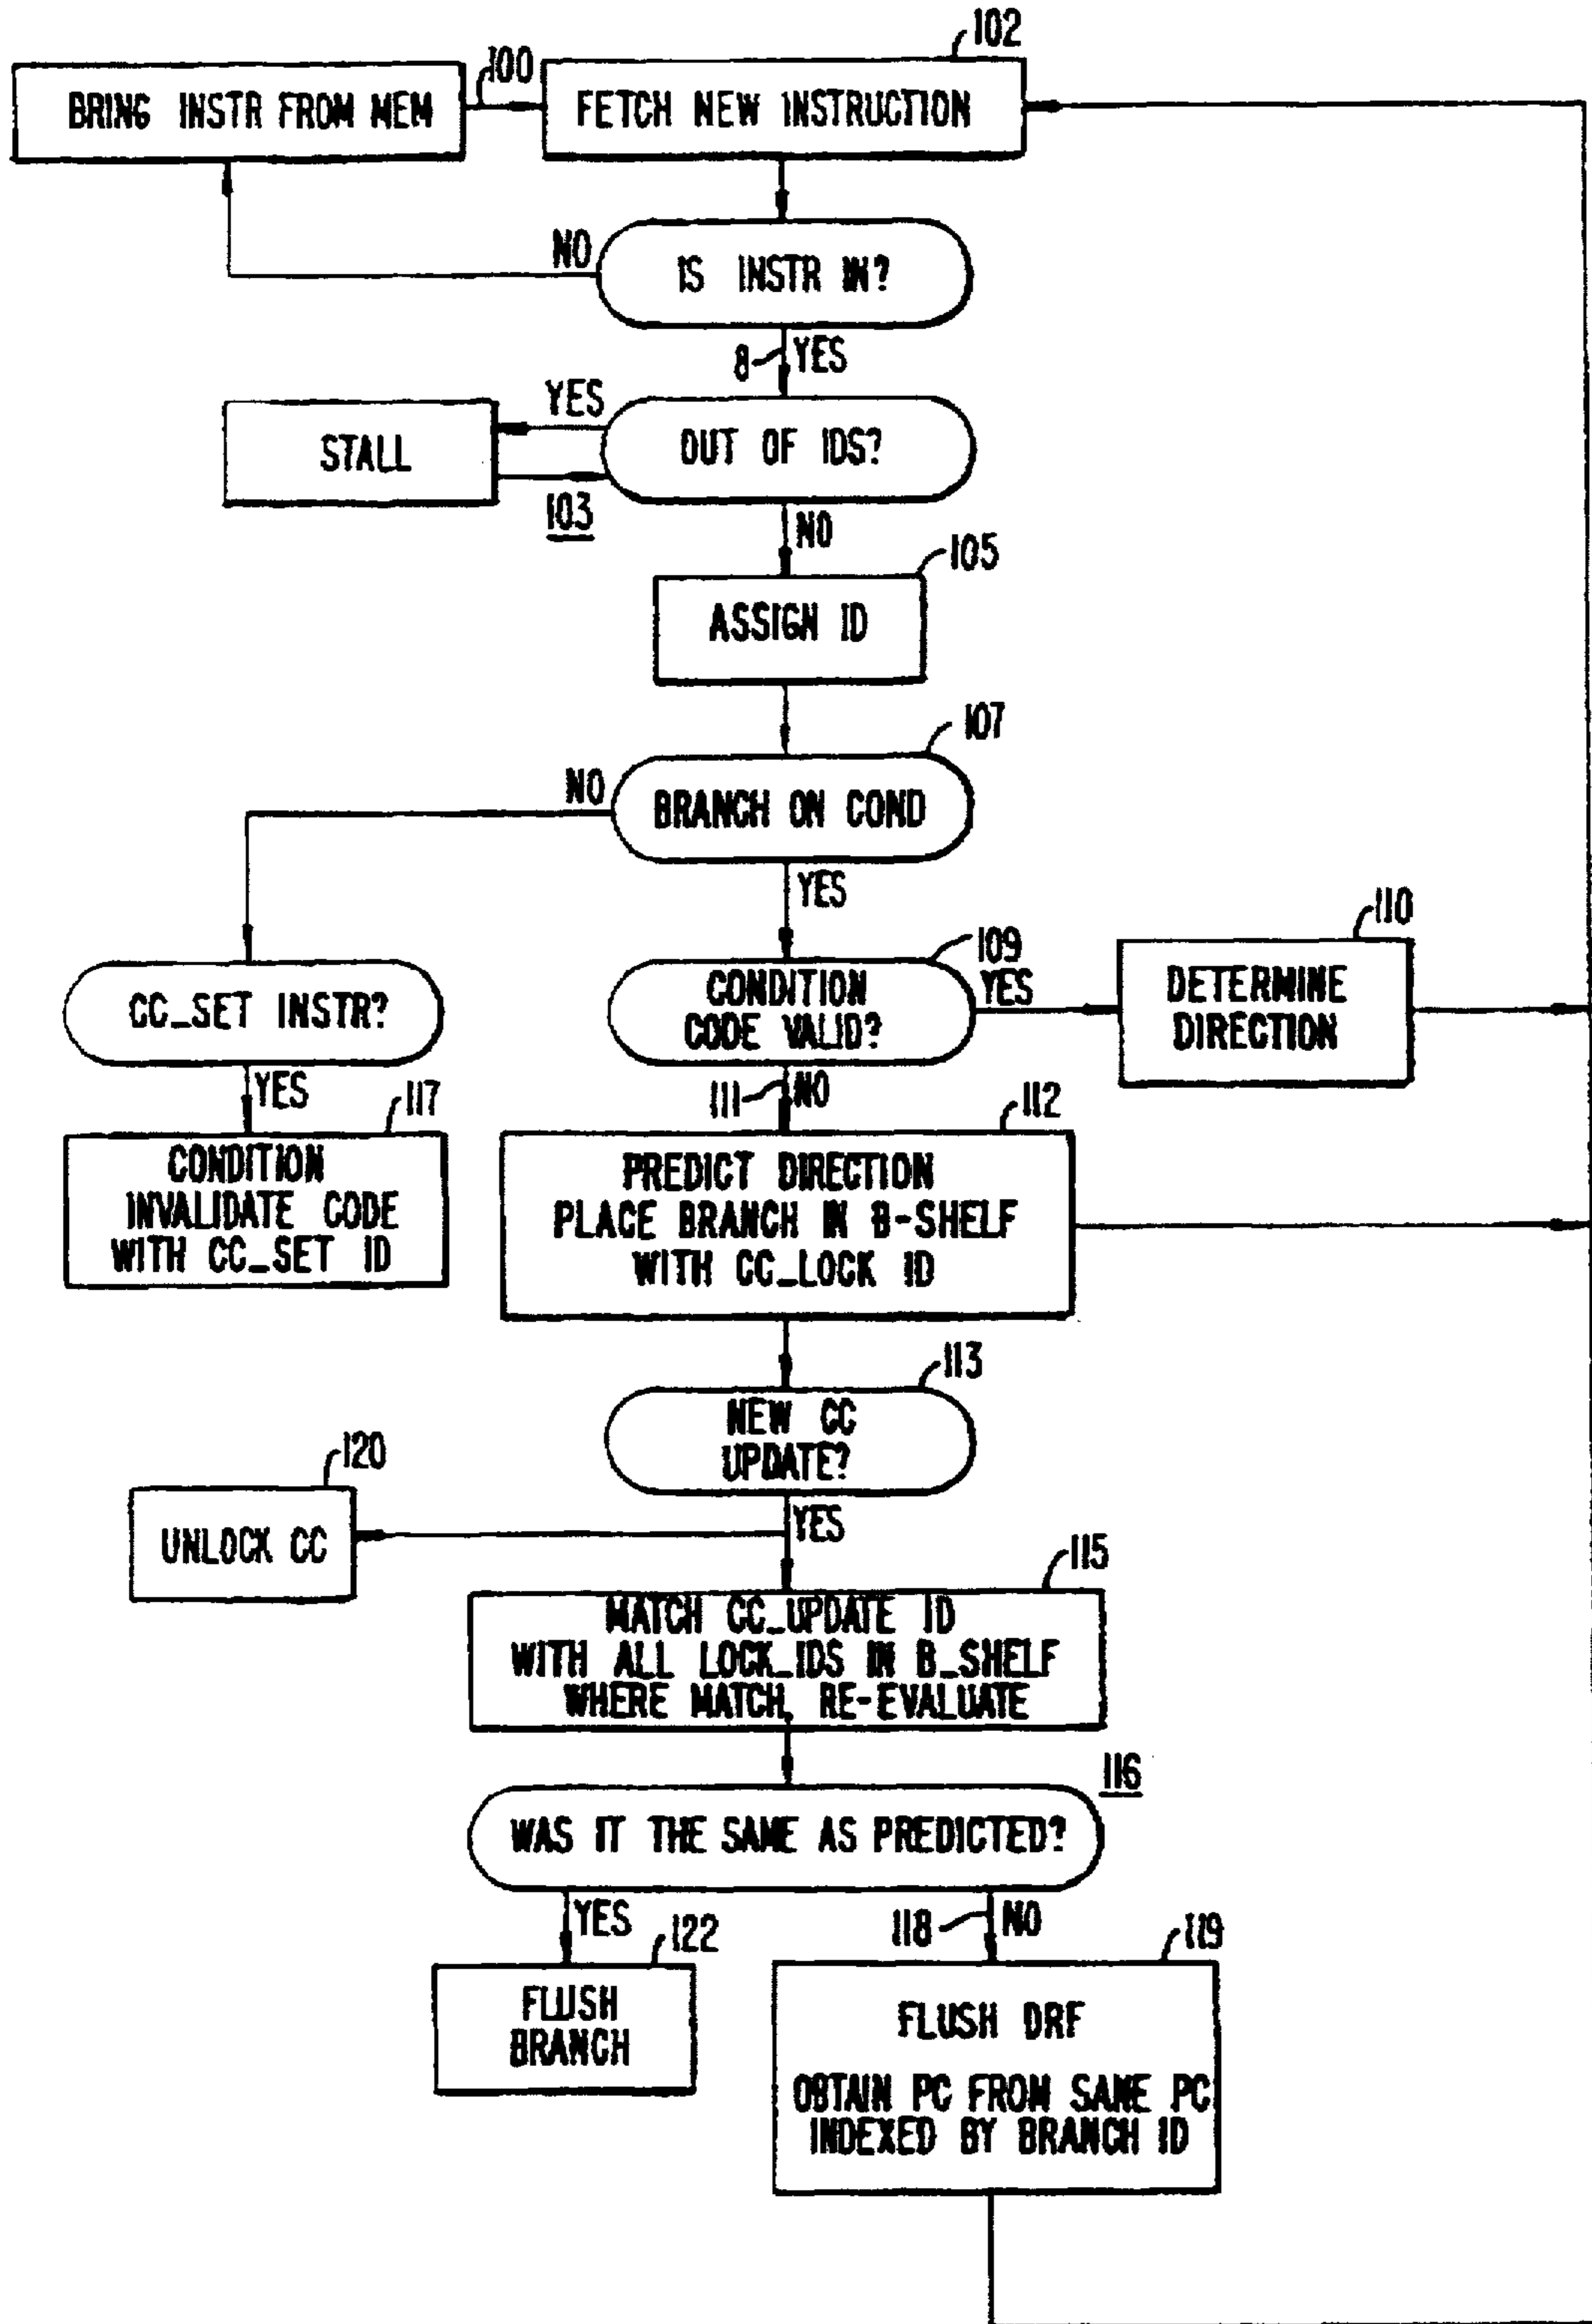 102
100
BRING INSTR FROM MEM
FETCH NEW INSTRUCTION
NO
IS INSTR IN?
8
YES
YES
STALL
OUT OF IDS?
103
NO
105
ASSIGN ID
107
NO
BRANCH ON COND
YES
110
109
CC_SET INSTR?
CONDITION
CODE VALID?
YES
DETERMINE
DIRECTION
YES
117
111
NO
112
CONDITION
INVALIDATE CODE
WITH CC_SET ID
PREDICT DIRECTION
PLACE BRANCH IN B-SHELF
WITH CC_LOCK ID
113
NEW CC
UPDATE?
120
YES
UNLOCK CC
115
MATCH CC_UPDATE ID
WITH ALL LOCK_IDS IN B_SHELF
WHERE MATCH, RE-EVALUATE
116
WAS IT THE SAME AS PREDICTED?
YES
122
118
NO
119
FLUSH
BRANCH
FLUSH DRF
OBTAIN PC FROM SANE PC
INDEXED BY BRANCH ID